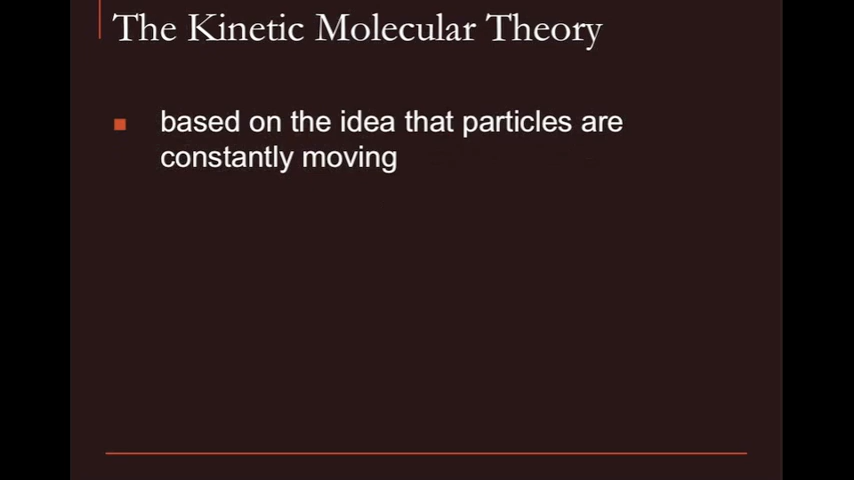 The Kinetic Molecular Theory
based on the idea that particles are
constantly moving